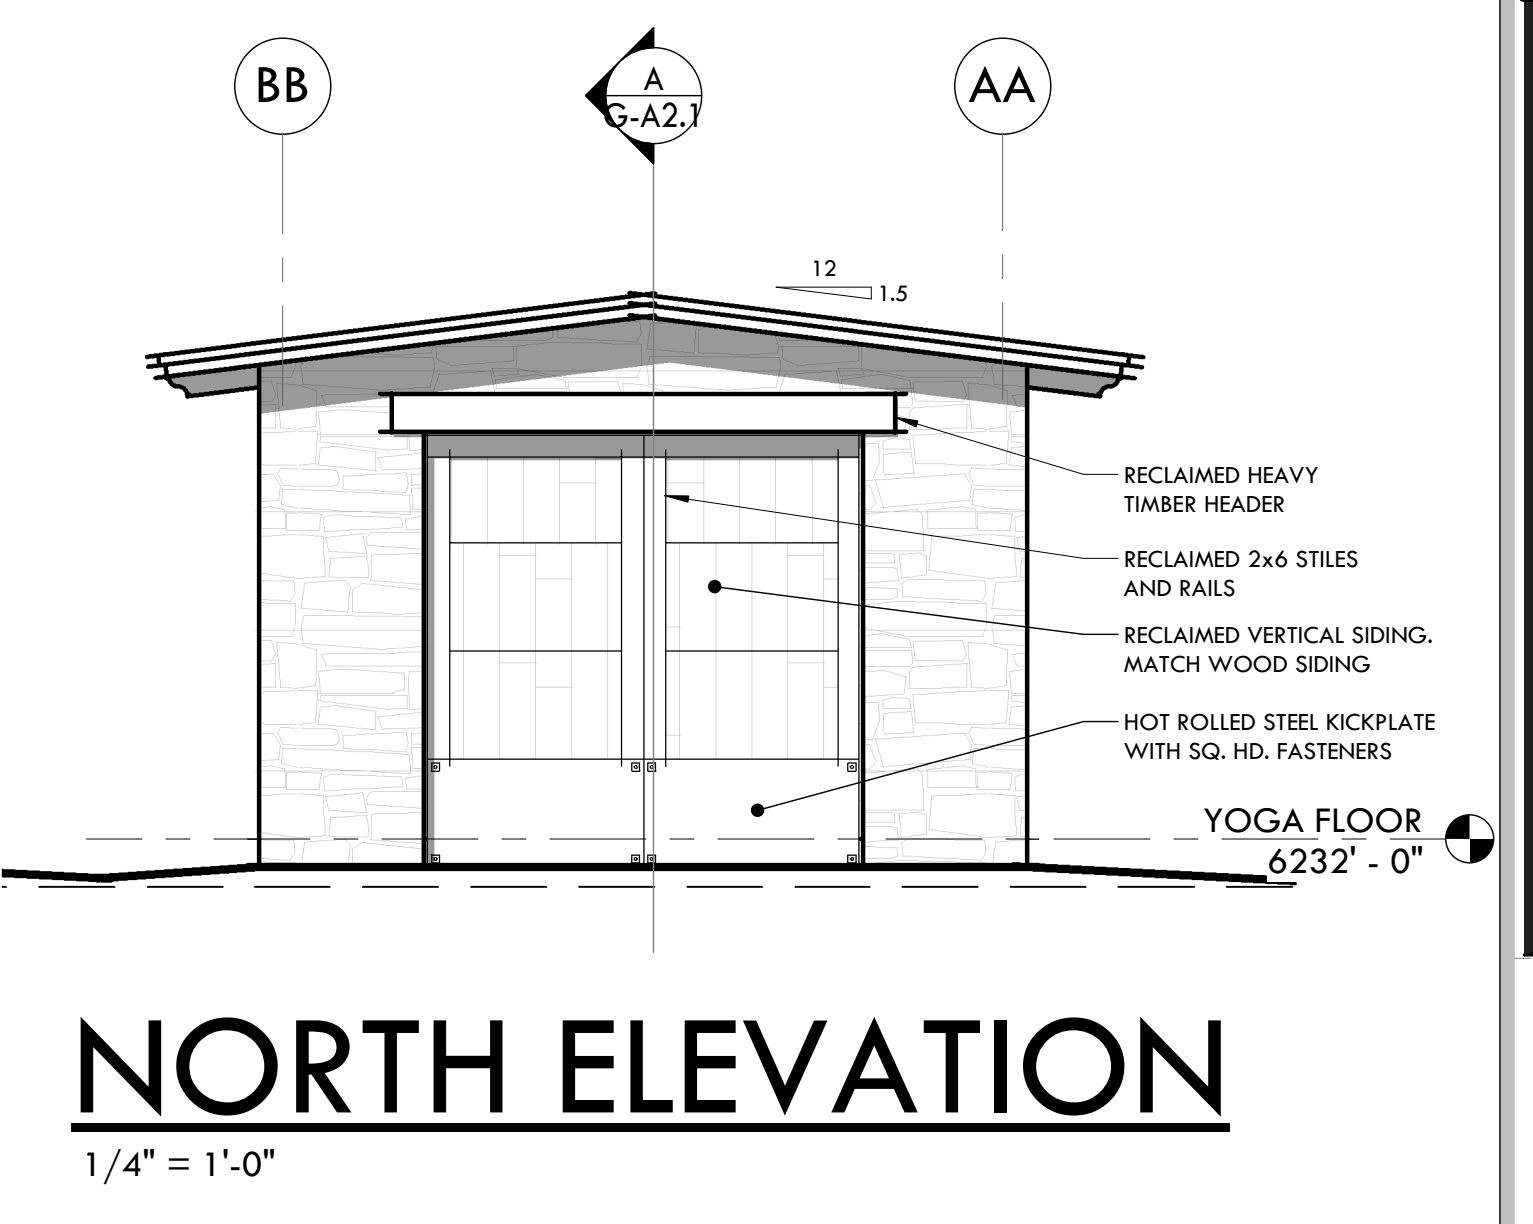 BB
A
G-A2.1
AA
12
1.5
RECLAIMED HEAVY
TIMBER HEADER
RECLAIMED 2x6 STILES
AND RAILS
RECLAIMED VERTICAL SIDING.
MATCH WOOD SIDING
HOT ROLLED STEEL KICKPLATE
WITH SQ. HD. FASTENERS
YOGA FLOOR
6232' - 0"
NORTH ELEVATION
1/4" = 1'-0"